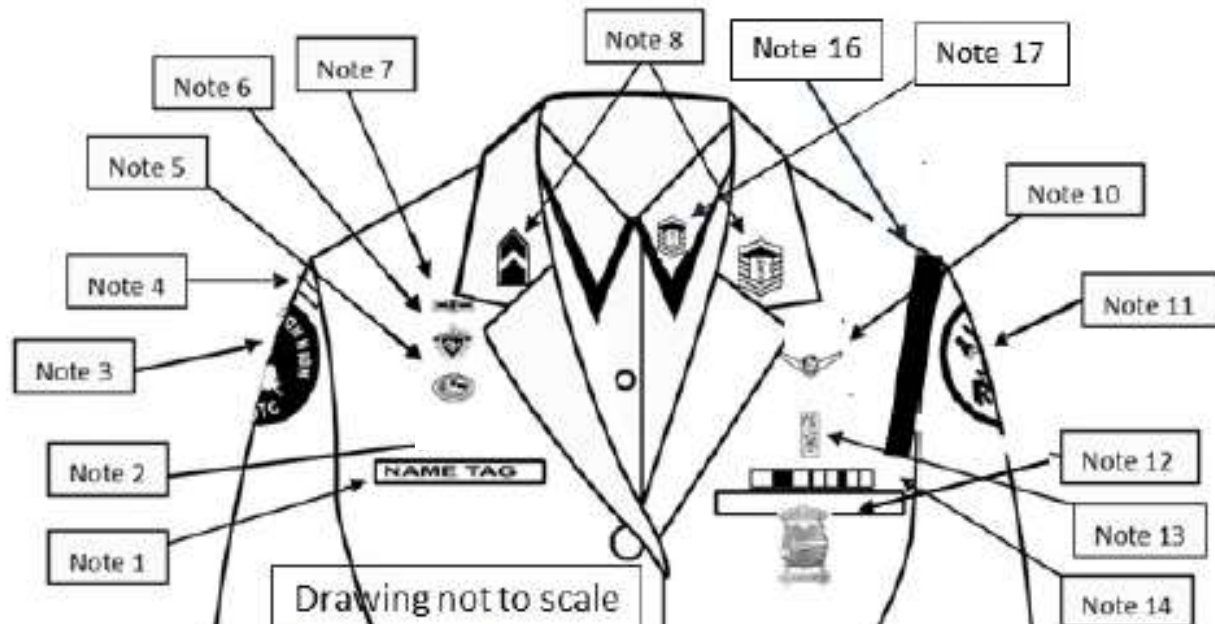 Note 8
Note 16
Note 17
Note 7
Note 6
Note 5
Note 10
Note 4
Note 11
Note 3
Note 12
Note 2
NAME TAG
Note 13
Note 1
Drawing not to scale
Note 14